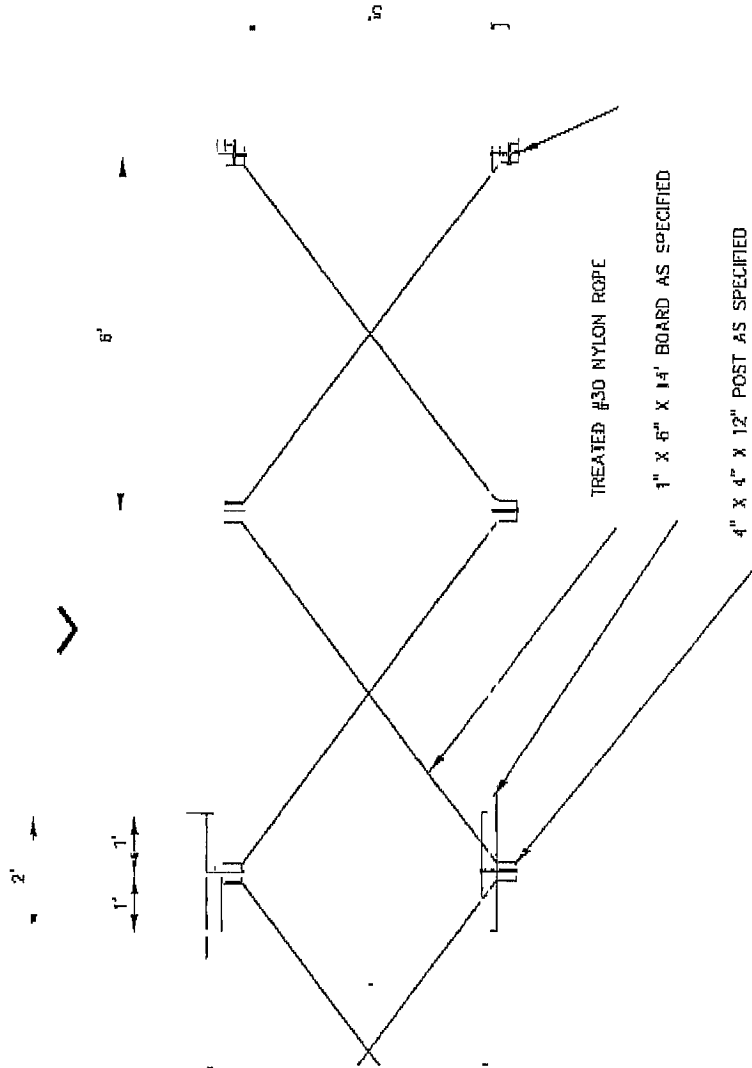 5'
6'
2'
1'
1'
TREATED #30 NYLON ROPE
1" X 6" X 14' BOARD AS SPECIFIED
4" X 4" X 12" POST AS SPECIFIED